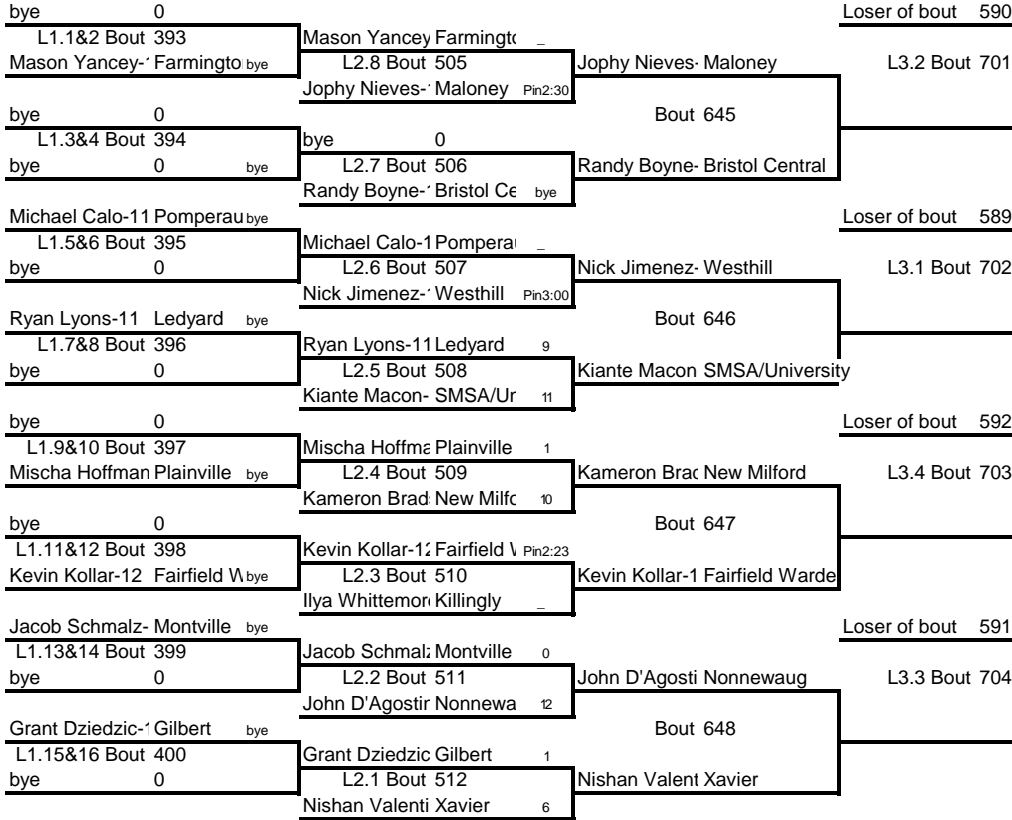 bye 0 Loser of bout 590
L1.1&2 Bout 393 Mason Yancey Farmingt _
Mason Yancey- Farmingto bye L2.8 Bout 505 Jophy Nieves- Maloney L3.2 Bout 701
Jophy Nieves- Maloney Pin2:30
bye 0 Bout 645
L1.3&4 Bout 394 bye 0
bye 0 bye L2.7 Bout 506 Randy Boyne- Bristol Central
Randy Boyne- Bristol Ce bye
Michael Calo-11 Pomperau bye Loser of bout 589
L1.5&6 Bout 395 Michael Calo-1 Pompera _
bye 0 L2.6 Bout 507 Nick Jimenez- Westhill L3.1 Bout 702
Nick Jimenez- Westhill Pin3:00
Ryan Lyons-11 Ledyard bye Bout 646
L1.7&8 Bout 396 Ryan Lyons-11 Ledyard 9
bye 0 L2.5 Bout 508 Kiante Macon SMSA/University
Kiante Macon- SMSA/Ur 11
bye 0 Loser of bout 592
L1.9&10 Bout 397 Mischa Hoffma Plainville 1
Mischa Hoffman Plainville bye L2.4 Bout 509 Kameron Brad New Milford L3.4 Bout 703
Kameron Brad New Milfo 10
bye 0 Bout 647
L1.11&12 Bout 398 Kevin Kollar-12 Fairfield W Pin2:23
Kevin Kollar-12 Fairfield W bye L2.3 Bout 510 Kevin Kollar-1 Fairfield Warde
Ilya Whittemor Killingly _
Jacob Schmalz- Montville bye Loser of bout 591
L1.13&14 Bout 399 Jacob Schmalz Montville 0
bye 0 L2.2 Bout 511 John D'Agosti Nonnewaug L3.3 Bout 704
John D'Agostir Nonnewa 12
Grant Dziedzic-1 Gilbert bye Bout 648
L1.15&16 Bout 400 Grant Dziedzic Gilbert 1
bye 0 L2.1 Bout 512 Nishan Valent Xavier
Nishan Valenti Xavier 6